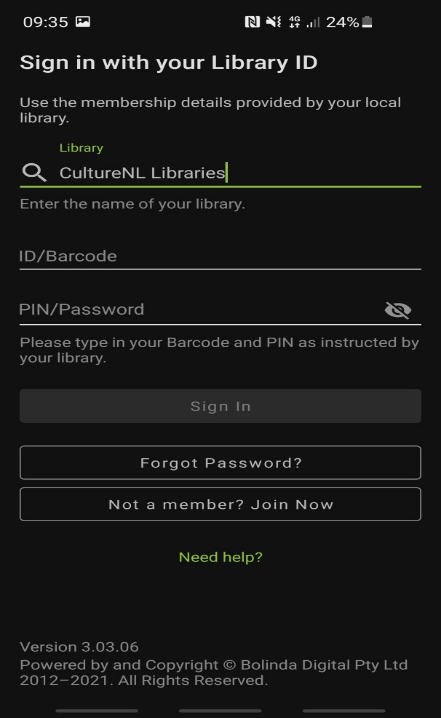 09:35 4G 24%
Sign in with your Library ID
Use the membership details provided by your local
library.
Library
CultureNL Libraries
Enter the name of your library.
ID/Barcode
PIN/Password
Please type in your Barcode and PIN as instructed by
your library.
Sign In
Forgot Password?
Not a member? Join Now
Need help?
Version 3.03.06
Powered by and Copyright © Bolinda Digital Pty Ltd
2012–2021. All Rights Reserved.